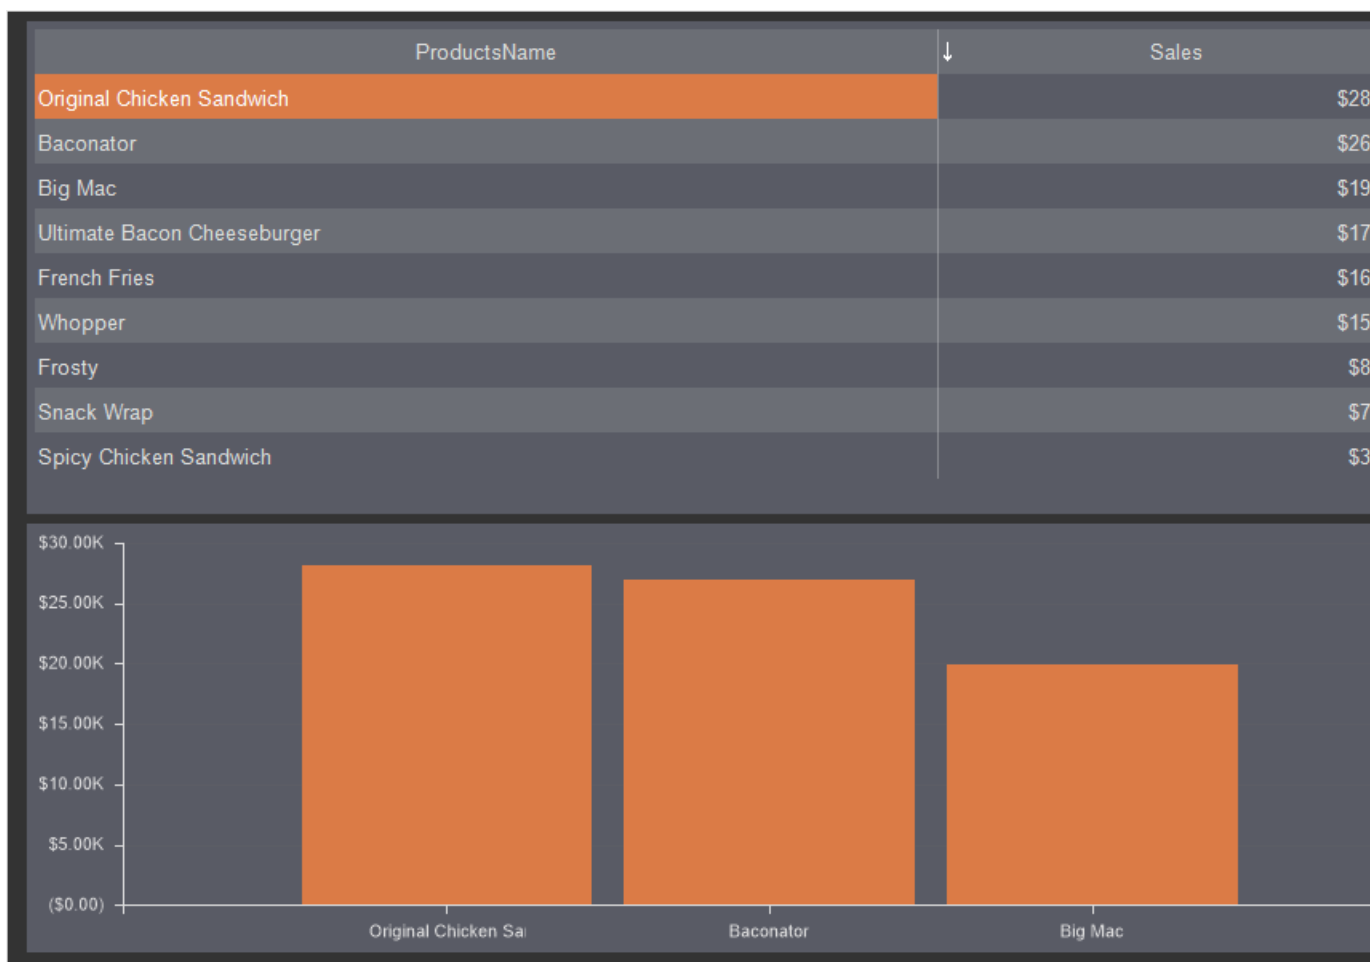 ProductsName ↓ Sales
Original Chicken Sandwich $28
Baconator $26
Big Mac $19
Ultimate Bacon Cheeseburger $17
French Fries $16
Whopper $15
Frosty $8
Snack Wrap $7
Spicy Chicken Sandwich $3
$30.00K
$25.00K
$20.00K
$15.00K
$10.00K
$5.00K
($0.00)
Original Chicken Sa Baconator Big Mac